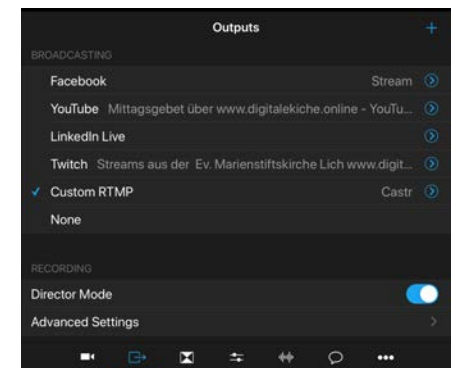 Outputs +
BROADCASTING
Facebook Stream
YouTube Mittagsgebet über www.digitalekiche.online - YouTu...
LinkedIn Live
Twitch Streams aus der Ev. Marienstiftskirche Lich www.digit...
Custom RTMP Castr
None
RECORDING
Director Mode
Advanced Settings